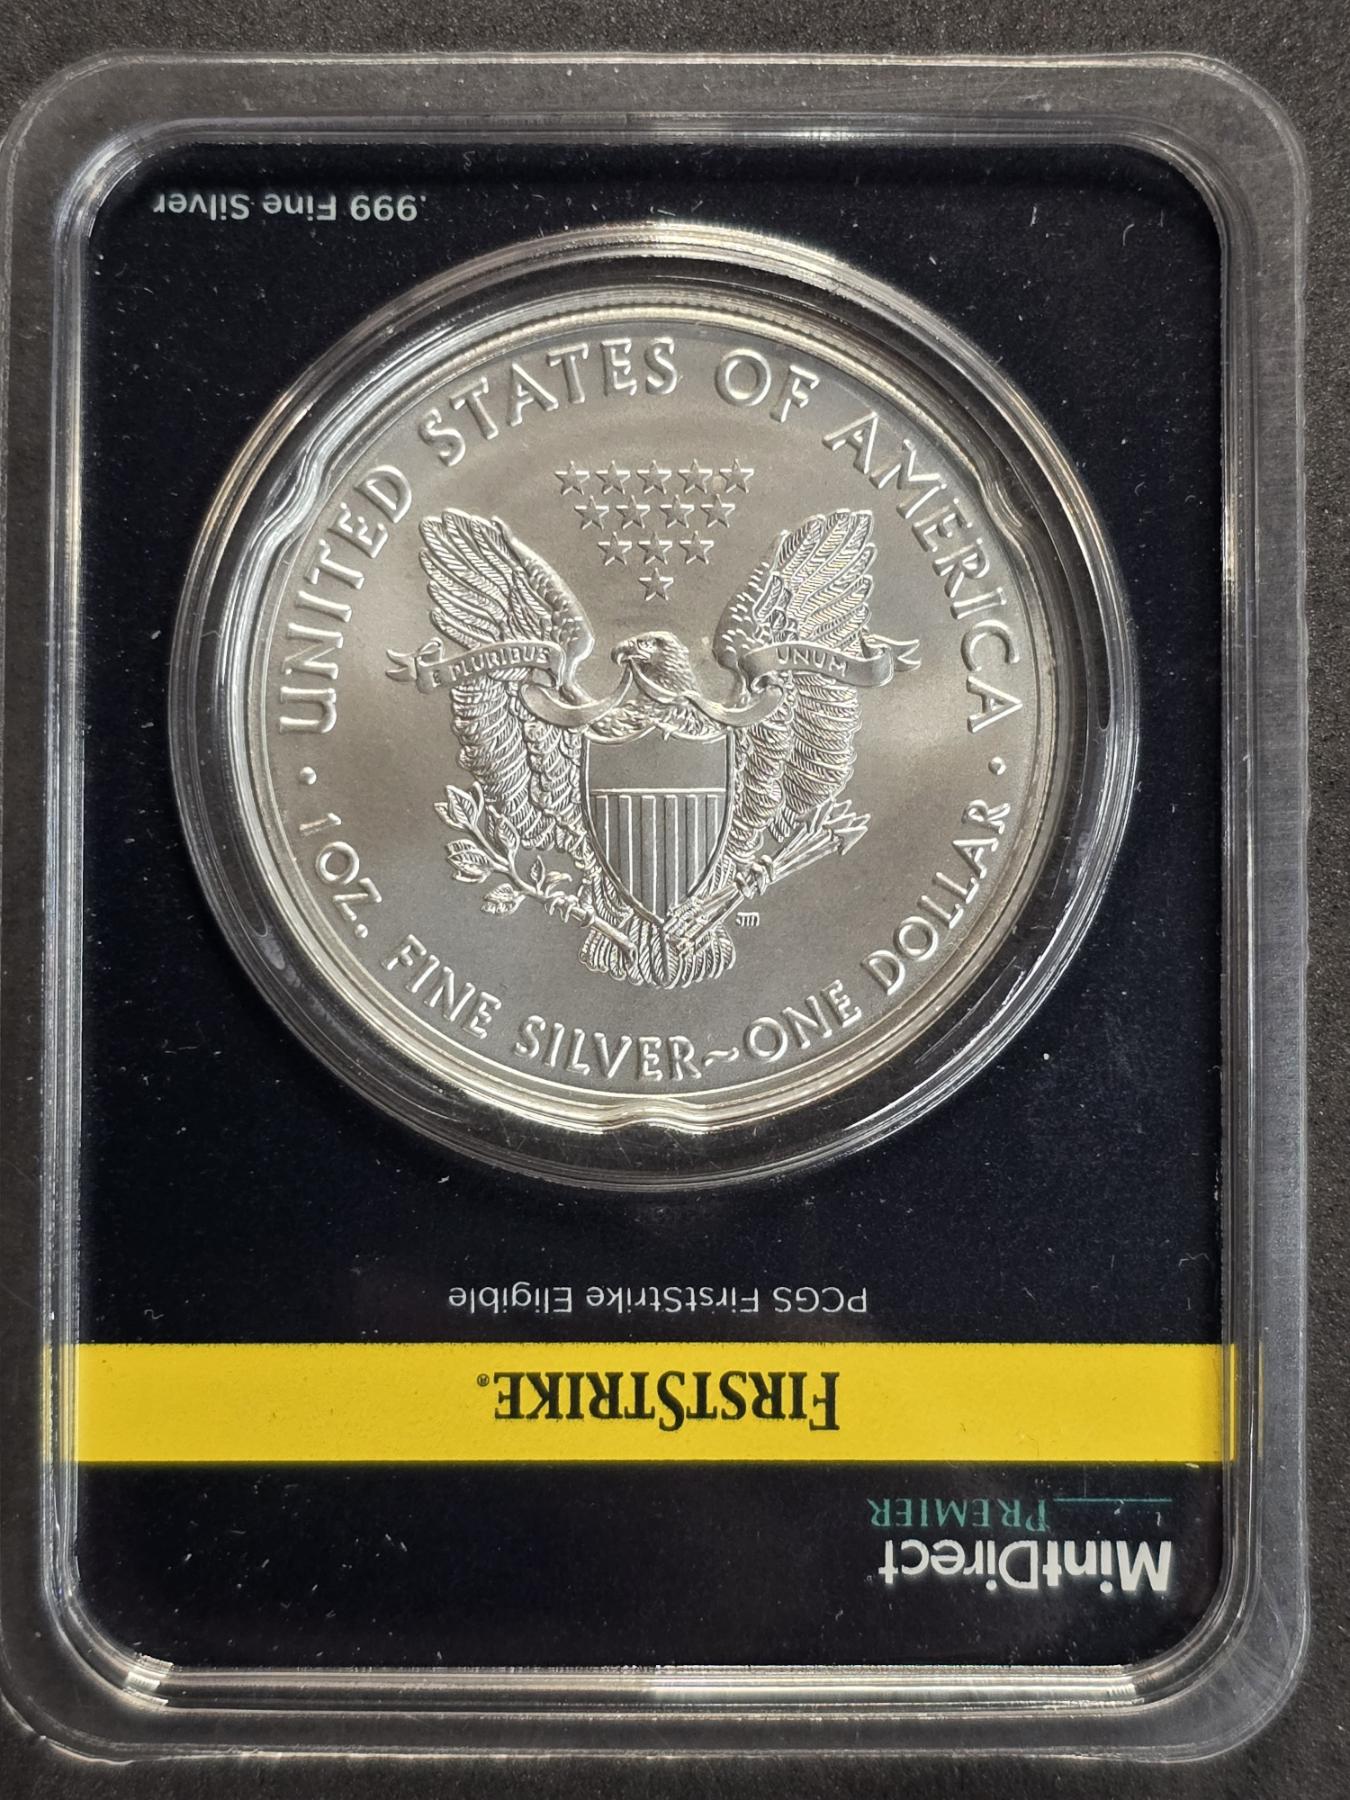 .999 Fine Silver
UNITED STATES OF AMERICA
E PLURIBUS
UNUM
JM
· 1 OZ. FINE SILVER~ONE DOLLAR ·
PCGS FirstStrike Eligible
FIRSTSTRIKE®
PREMIER
MintDirect